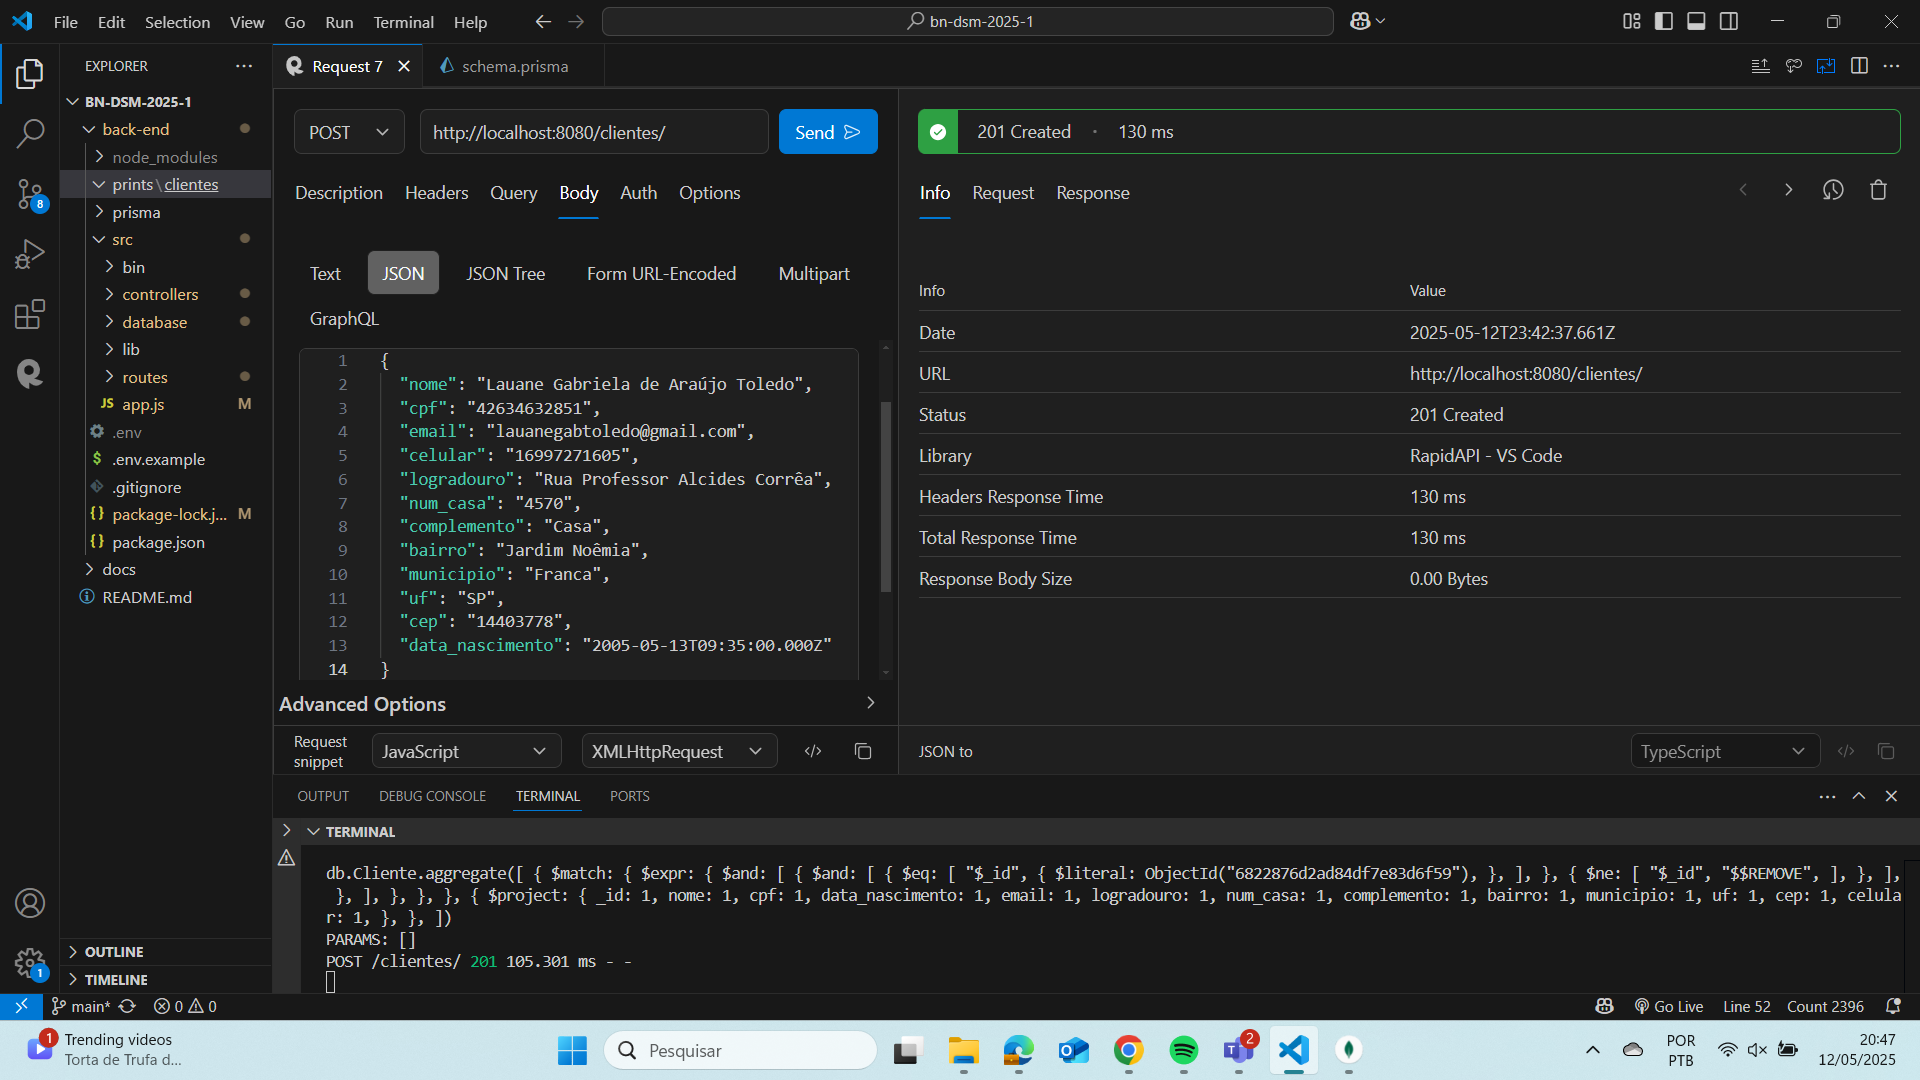 File Edit Selection View Go Run Terminal Help
bn-dsm-2025-1
EXPLORER
BN-DSM-2025-1
back-end
node_modules
prints\clientes
prisma
src
bin
controllers
database
lib
routes
JS app.js M
.env
$ .env.example
.gitignore
{} package-lock.j... M
{} package.json
docs
README.md
OUTLINE
TIMELINE
8
1
Request 7
schema.prisma
POST
http://localhost:8080/clientes/
Send
Description Headers Query Body Auth Options
Text JSON JSON Tree Form URL-Encoded Multipart
GraphQL
1 {
2 "nome": "Lauane Gabriela de Araújo Toledo",
3 "cpf": "42634632851",
4 "email": "lauanegabtoledo@gmail.com",
5 "celular": "16997271605",
6 "logradouro": "Rua Professor Alcides Corrêa",
7 "num_casa": "4570",
8 "complemento": "Casa",
9 "bairro": "Jardim Noêmia",
10 "municipio": "Franca",
11 "uf": "SP",
12 "cep": "14403778",
13 "data_nascimento": "2005-05-13T09:35:00.000Z"
14 }
Advanced Options
Request snippet
JavaScript
XMLHttpRequest
201 Created · 130 ms
Info Request Response
Info Value
Date 2025-05-12T23:42:37.661Z
URL http://localhost:8080/clientes/
Status 201 Created
Library RapidAPI - VS Code
Headers Response Time 130 ms
Total Response Time 130 ms
Response Body Size 0.00 Bytes
JSON to
TypeScript
OUTPUT DEBUG CONSOLE TERMINAL PORTS
TERMINAL
db.Cliente.aggregate([ { $match: { $expr: { $and: [ { $and: [ { $eq: [ "$_id", { $literal: ObjectId("6822876d2ad84df7e83d6f59"), }, ], }, { $ne: [ "$_id", "$$REMOVE", ], }, ],
}, ], }, }, }, { $project: { _id: 1, nome: 1, cpf: 1, data_nascimento: 1, email: 1, logradouro: 1, num_casa: 1, complemento: 1, bairro: 1, municipio: 1, uf: 1, cep: 1, celula
r: 1, }, }, ])
PARAMS: []
POST /clientes/ 201 105.301 ms - -
main* 0 0
Go Live Line 52 Count 2396
1
Trending videos
Torta de Trufa d...
Pesquisar
2
POR
PTB
20:47
12/05/2025